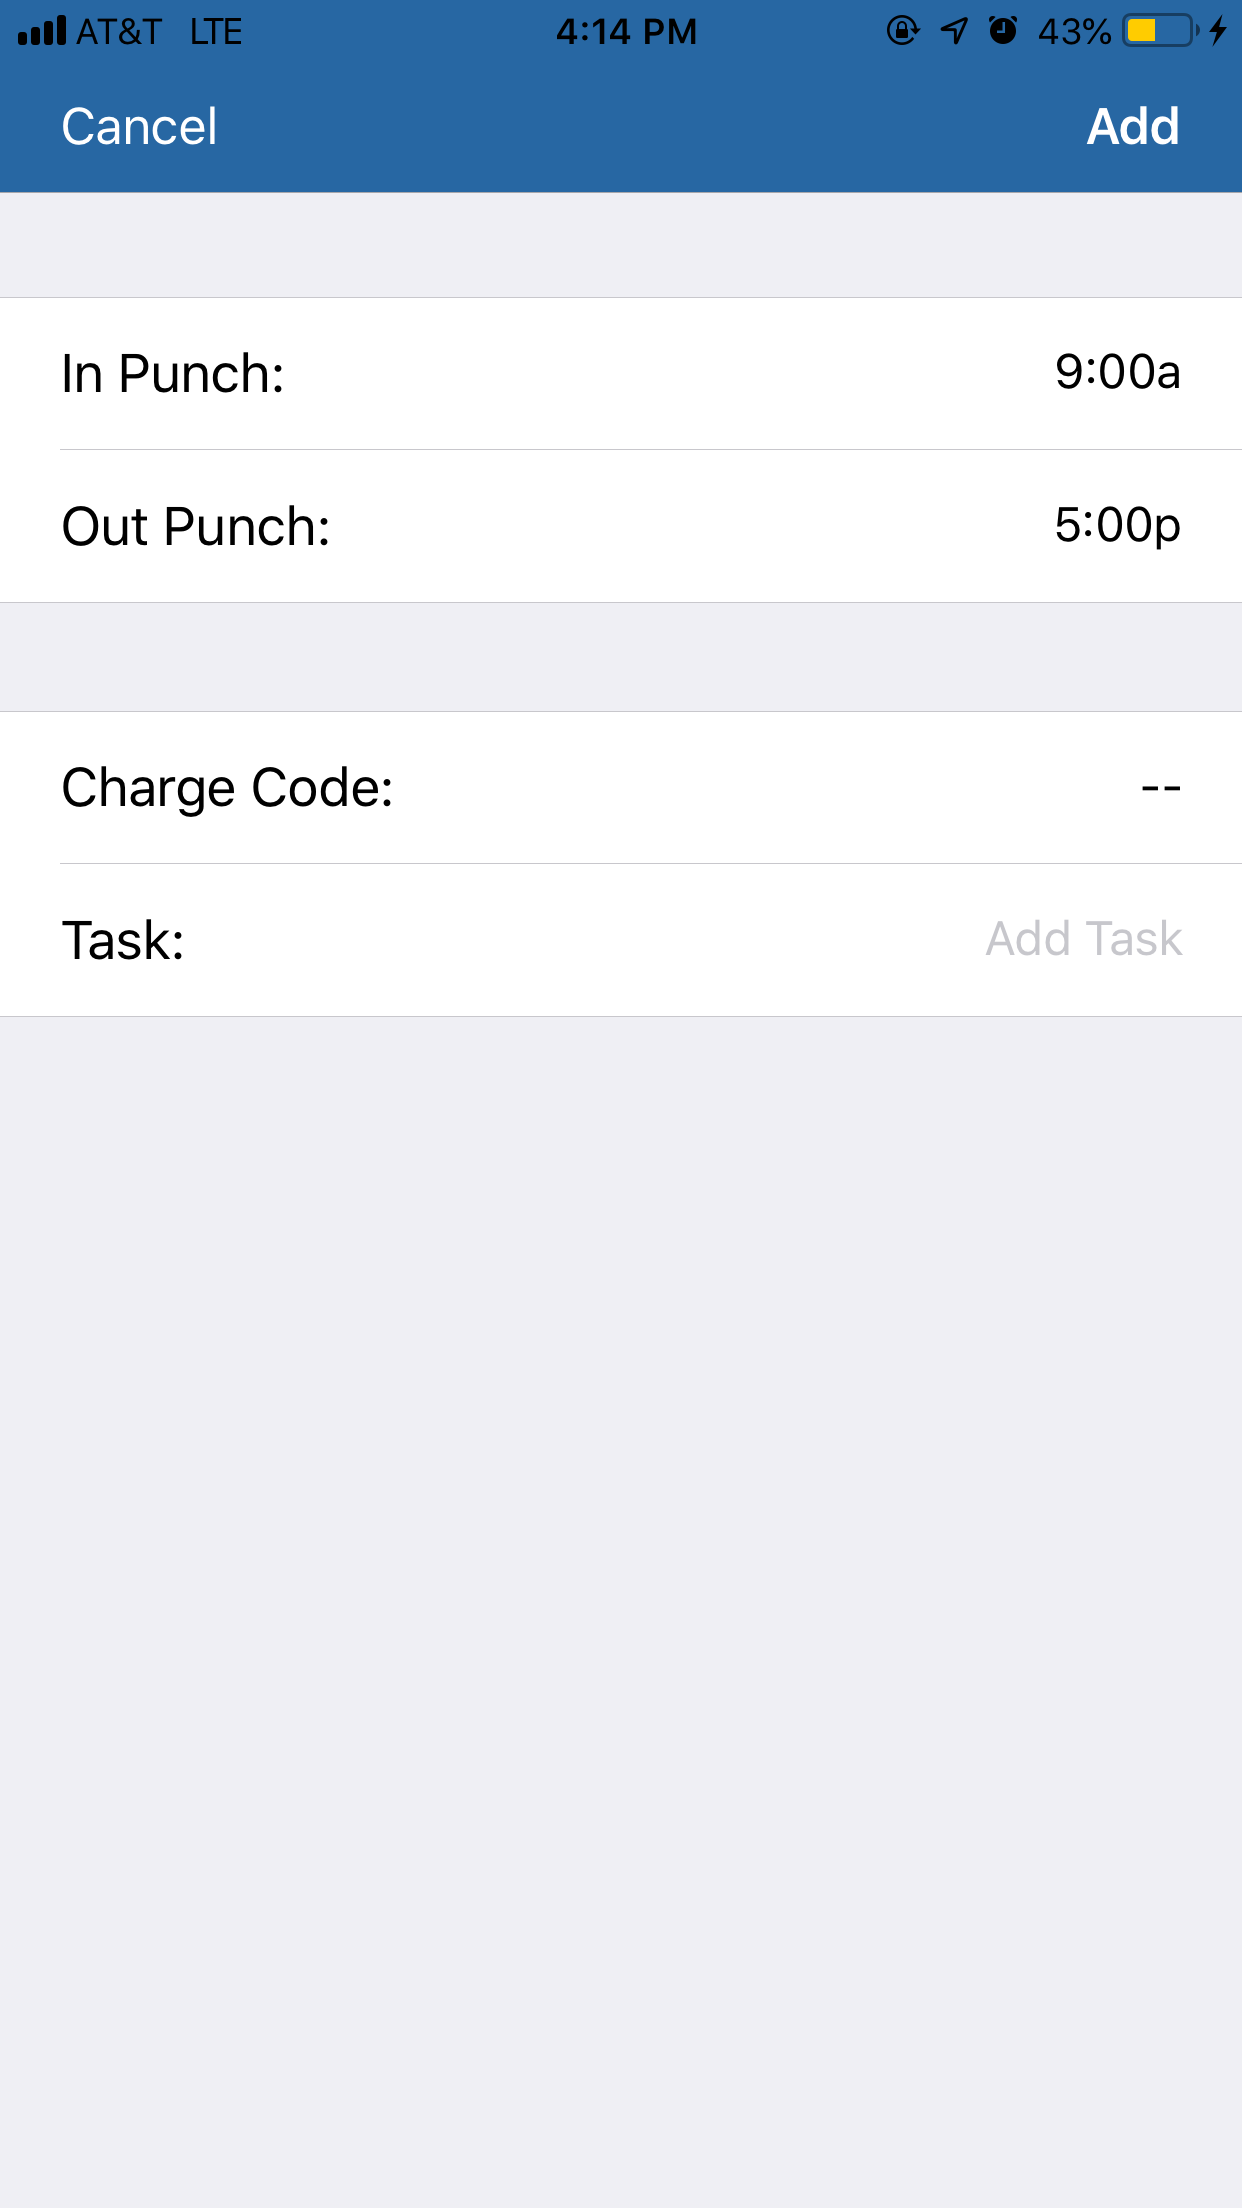 AT&T LTE 4:14 PM 43%
Cancel Add
In Punch: 9:00a
Out Punch: 5:00p
Charge Code: --
Task: Add Task